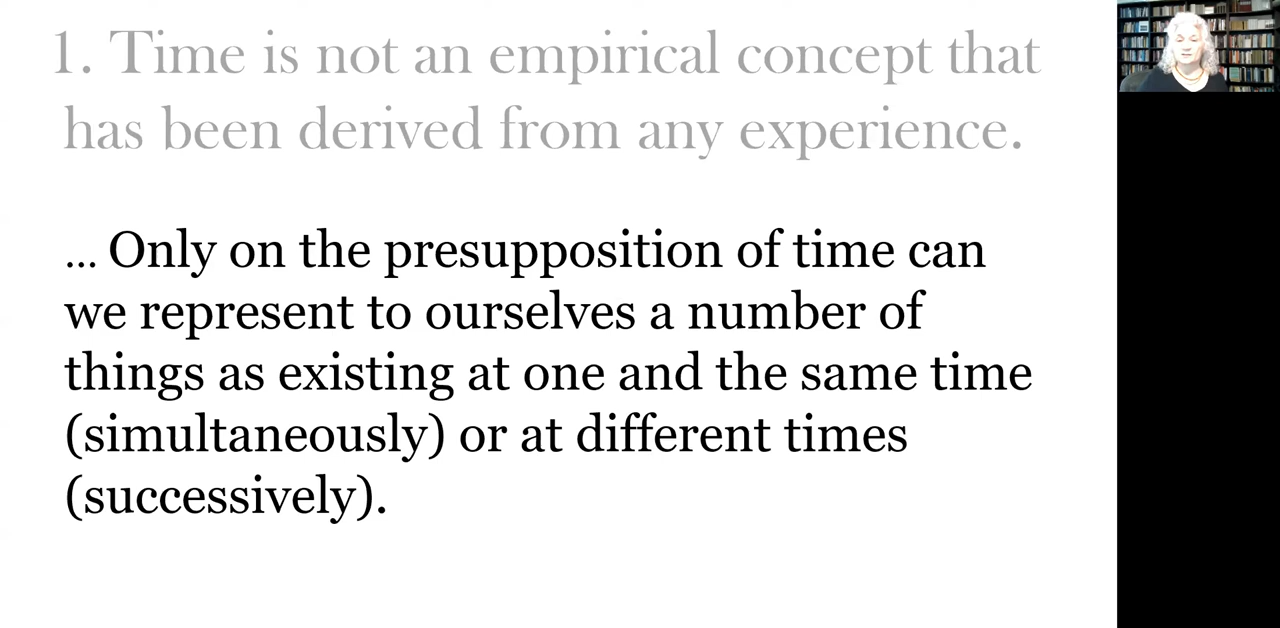 1. Time is not an empirical concept that
has been derived from any experience.
... Only on the presupposition of time can
we represent to ourselves a number of
things as existing at one and the same time
(simultaneously) or at different times
(successively).